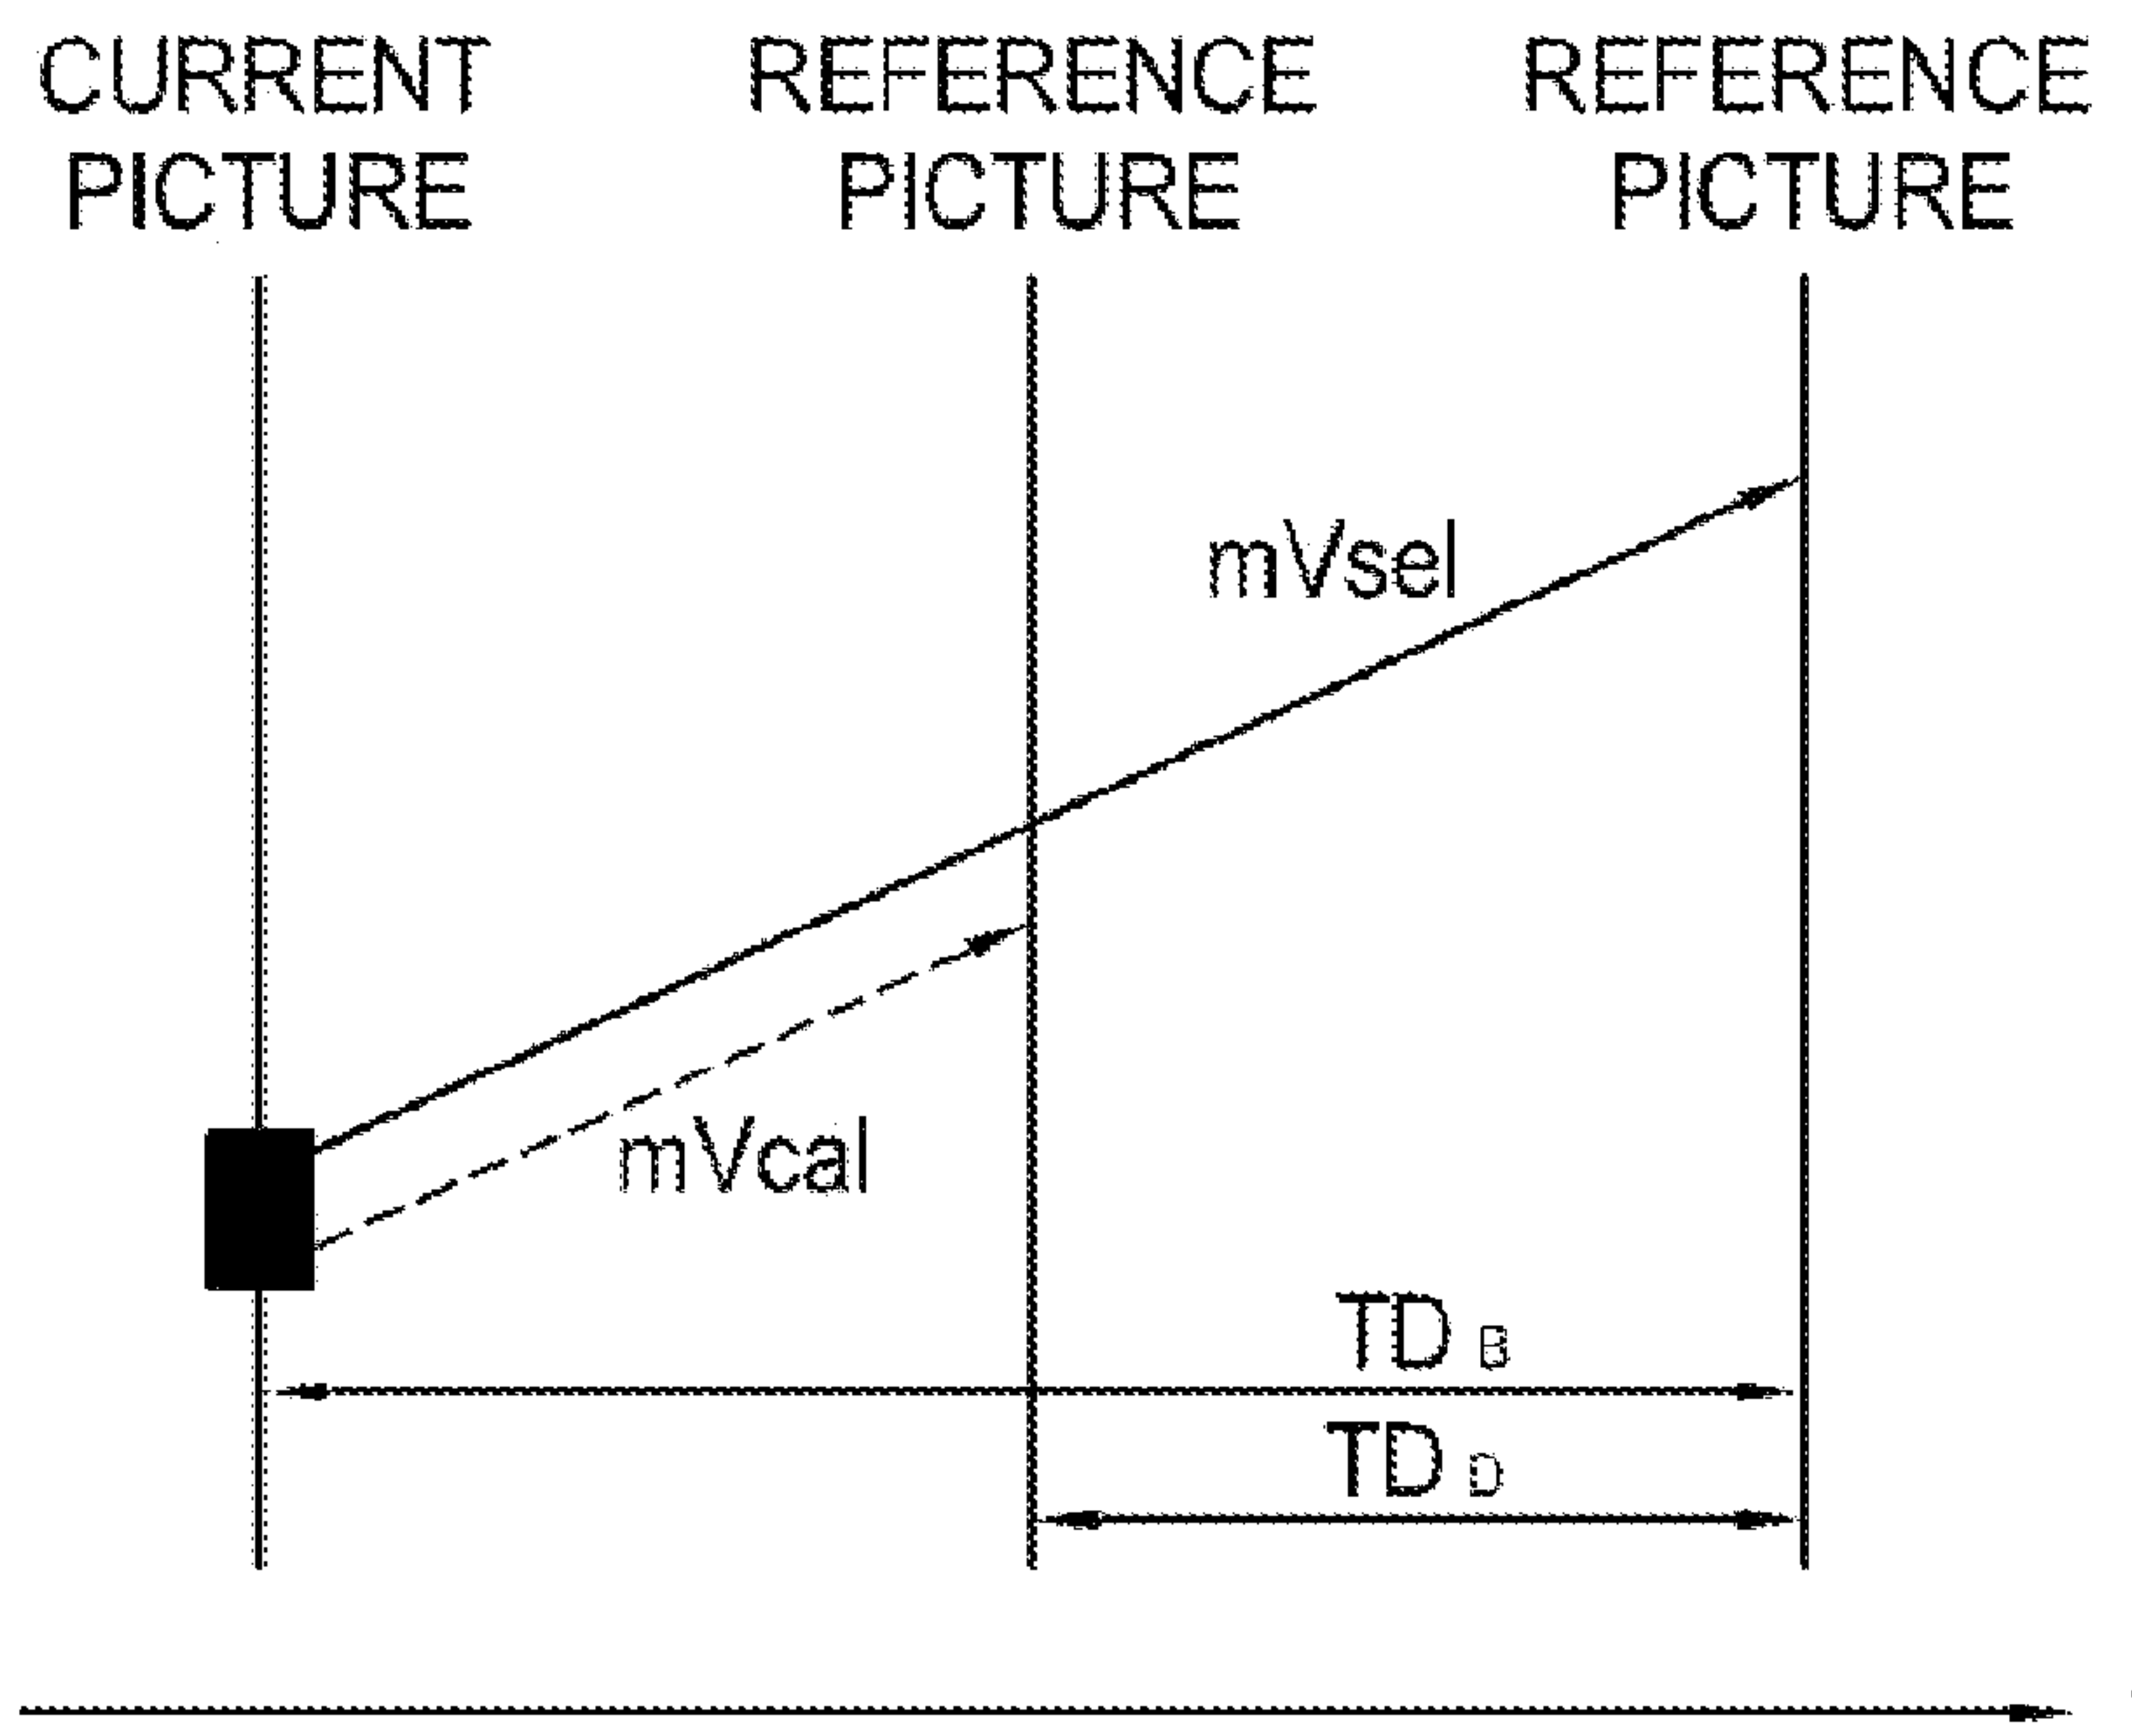 CURRENT REFERENCE REFERENCE
PICTURE PICTURE PICTURE
mVsel
mVcal
TD B
TD D